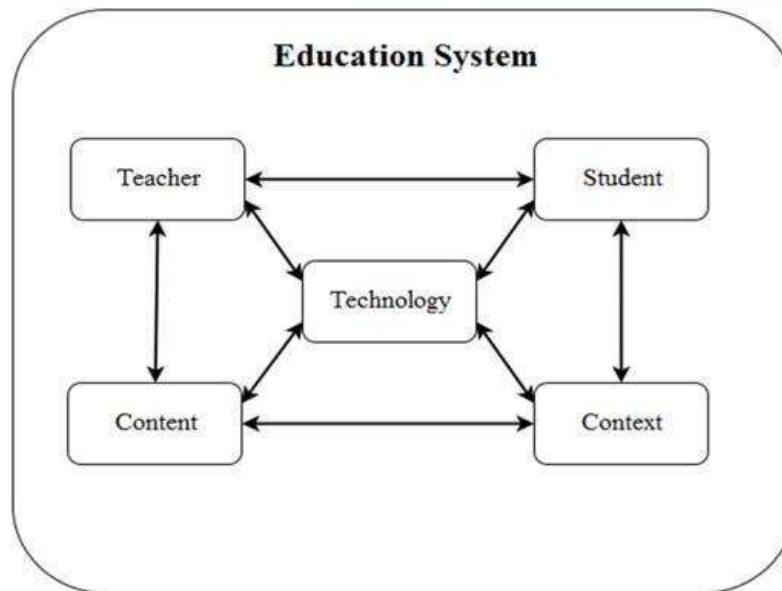 Education System
Teacher
Student
Technology
Content
Context